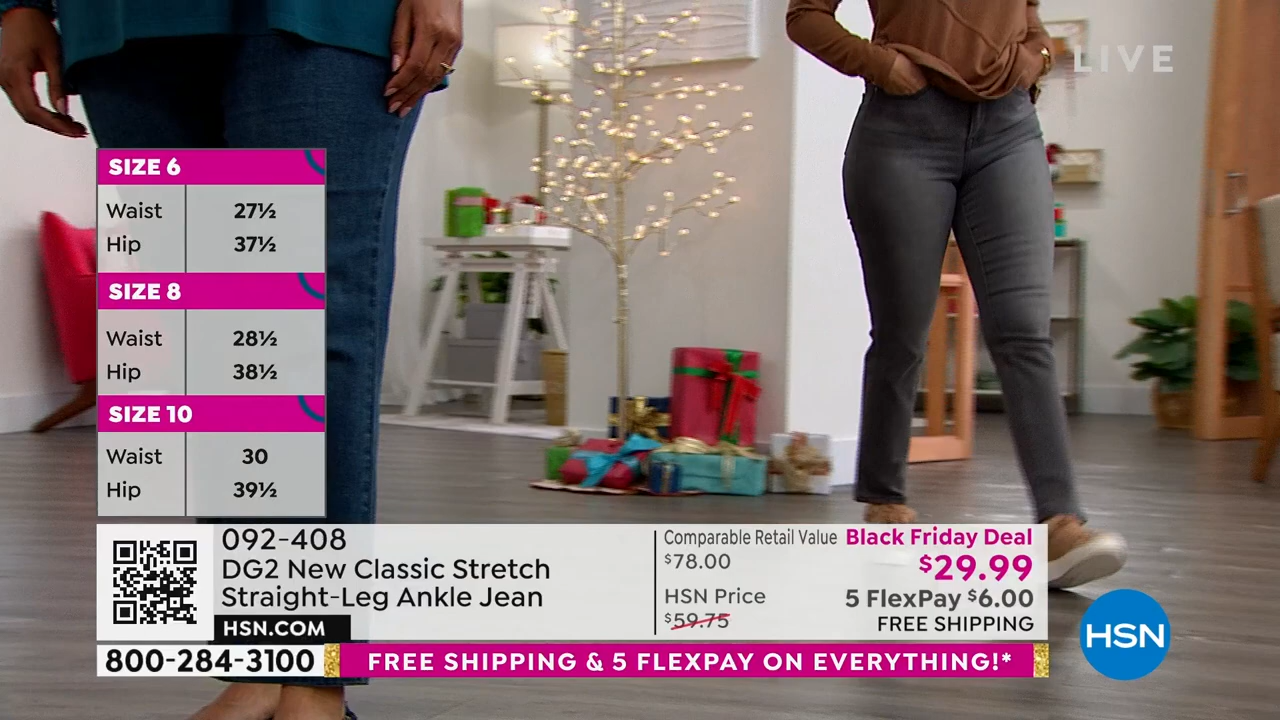 LIVE
SIZE 6
Waist 27½
Hip 37½
SIZE 8
Waist 28½
Hip 38½
SIZE 10
Waist 30
Hip 39½
092-408
DG2 New Classic Stretch
Straight-Leg Ankle Jean
HSN.COM
Comparable Retail Value
$78.00
HSN Price
$59.75
Black Friday Deal
$29.99
5 FlexPay $6.00
FREE SHIPPING
800-284-3100
FREE SHIPPING & 5 FLEXPAY ON EVERYTHING!*
HSN